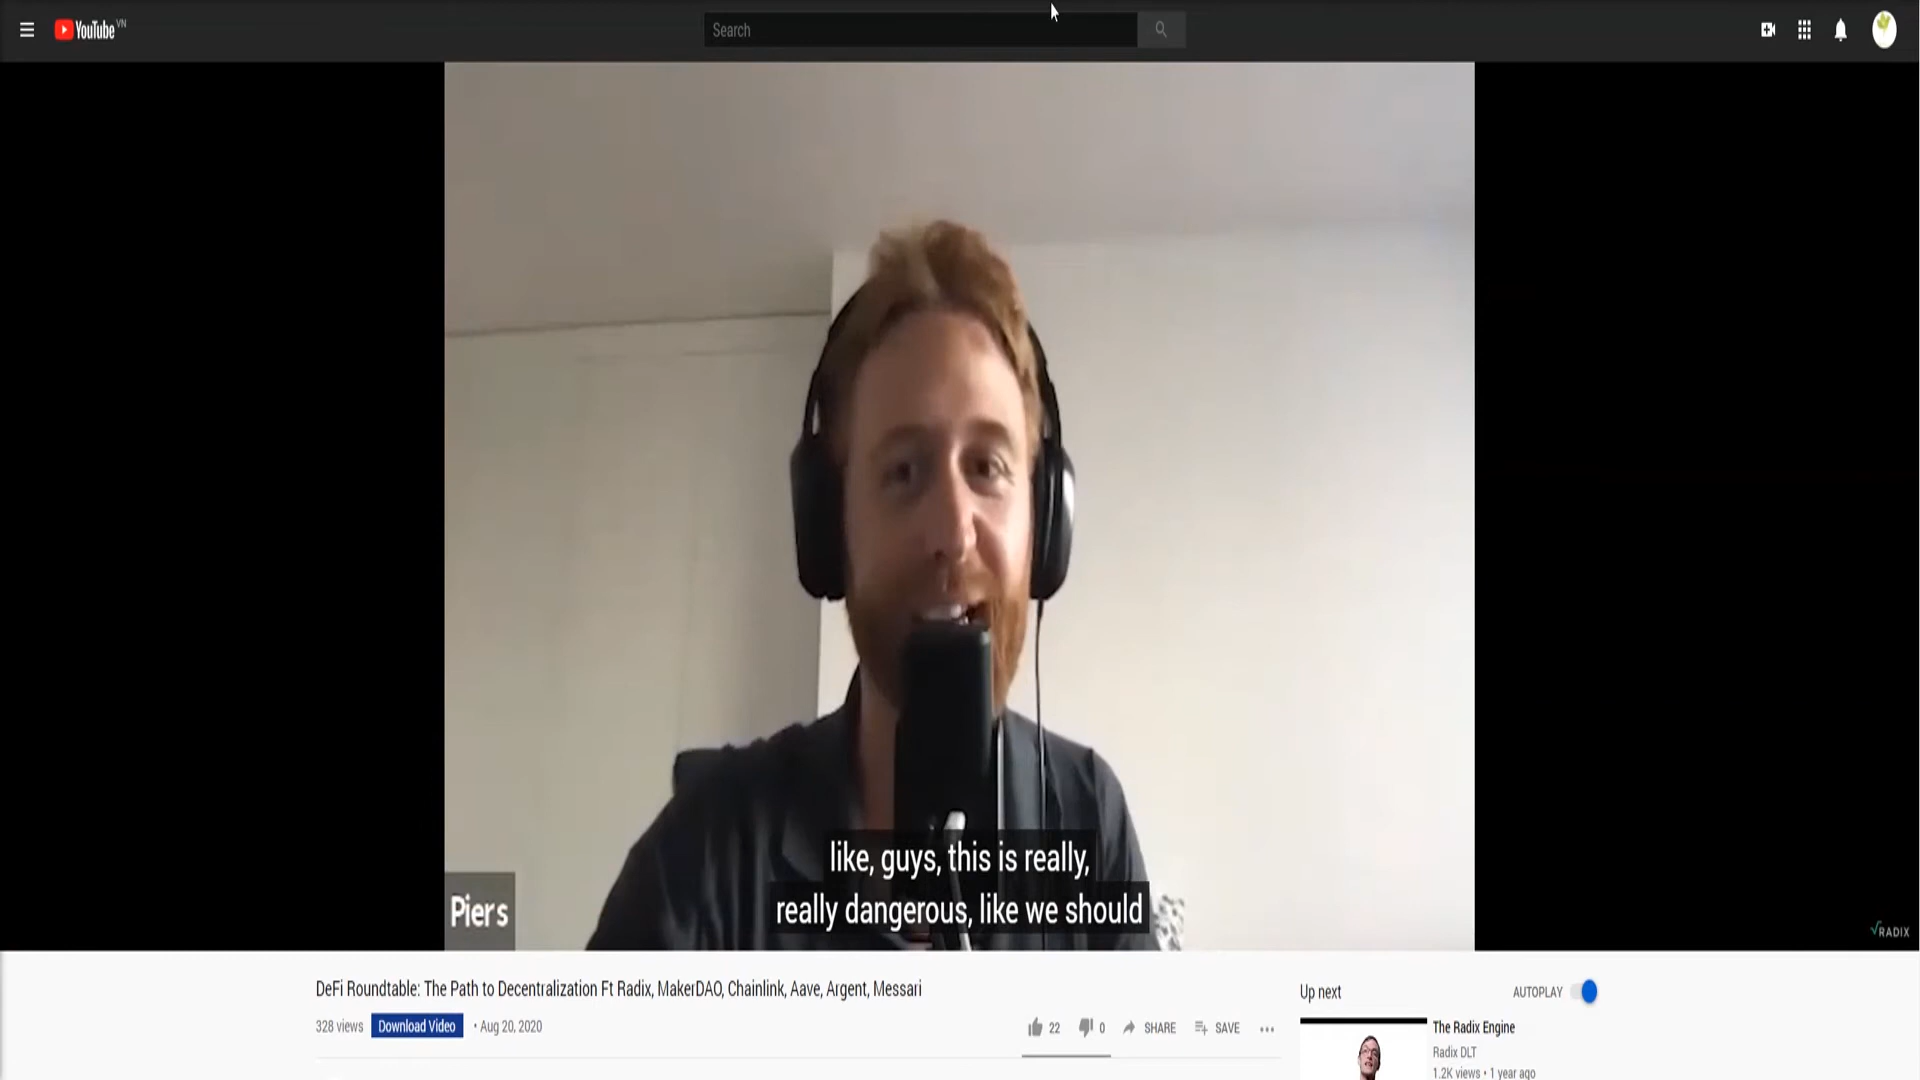 YouTube VN
Search
like, guys, this is really,
really dangerous, like we should
Piers
RADIX
DeFi Roundtable: The Path to Decentralization Ft Radix, MakerDAO, Chainlink, Aave, Argent, Messari
328 views Download Video • Aug 20, 2020
22 0 SHARE SAVE
Up next AUTOPLAY
The Radix Engine
Radix DLT
1.2K views • 1 year ago